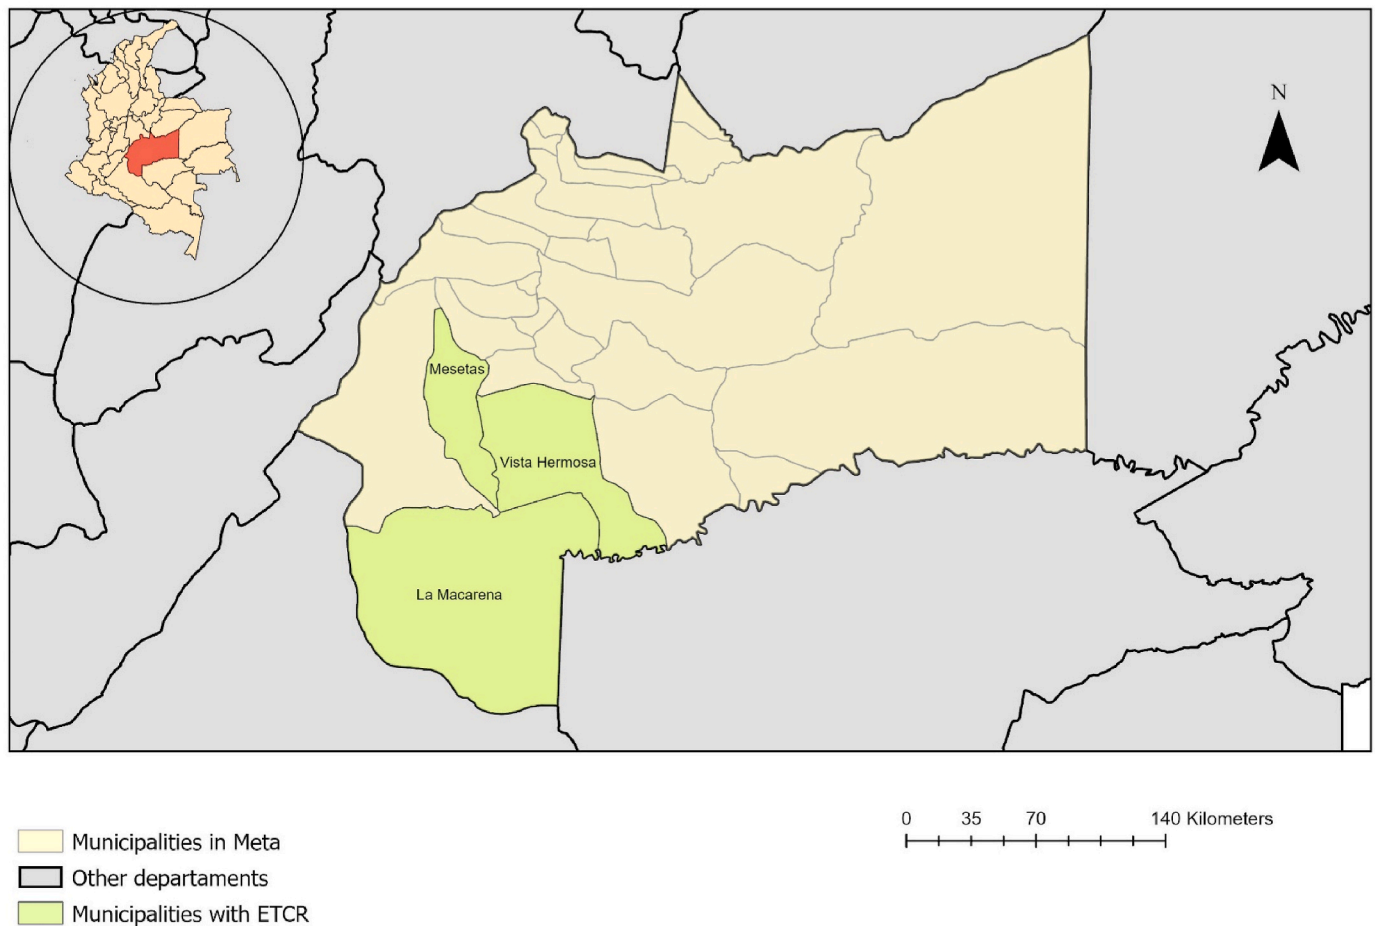 N
Mesetas
Vista Hermosa
La Macarena
0 35 70 140 Kilometers
Municipalities in Meta
Other departaments
Municipalities with ETCR